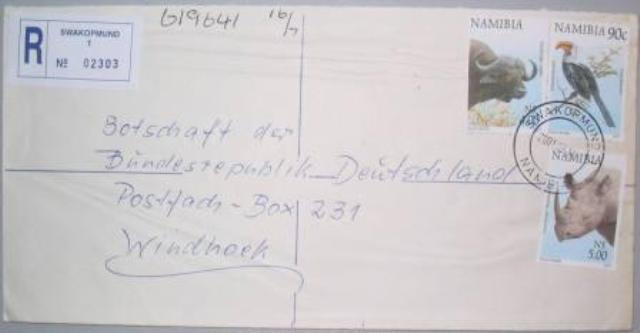 619641 16/7
R SWAKOPMUND
1
№ 02303
NAMIBIA
NAMIBIA 90c
SWAKOPMUND
Botschaft der
Bundesrepublik Deutschland
Postfach-Box 231
Windhoek
NAMIBIA
N$
5.00